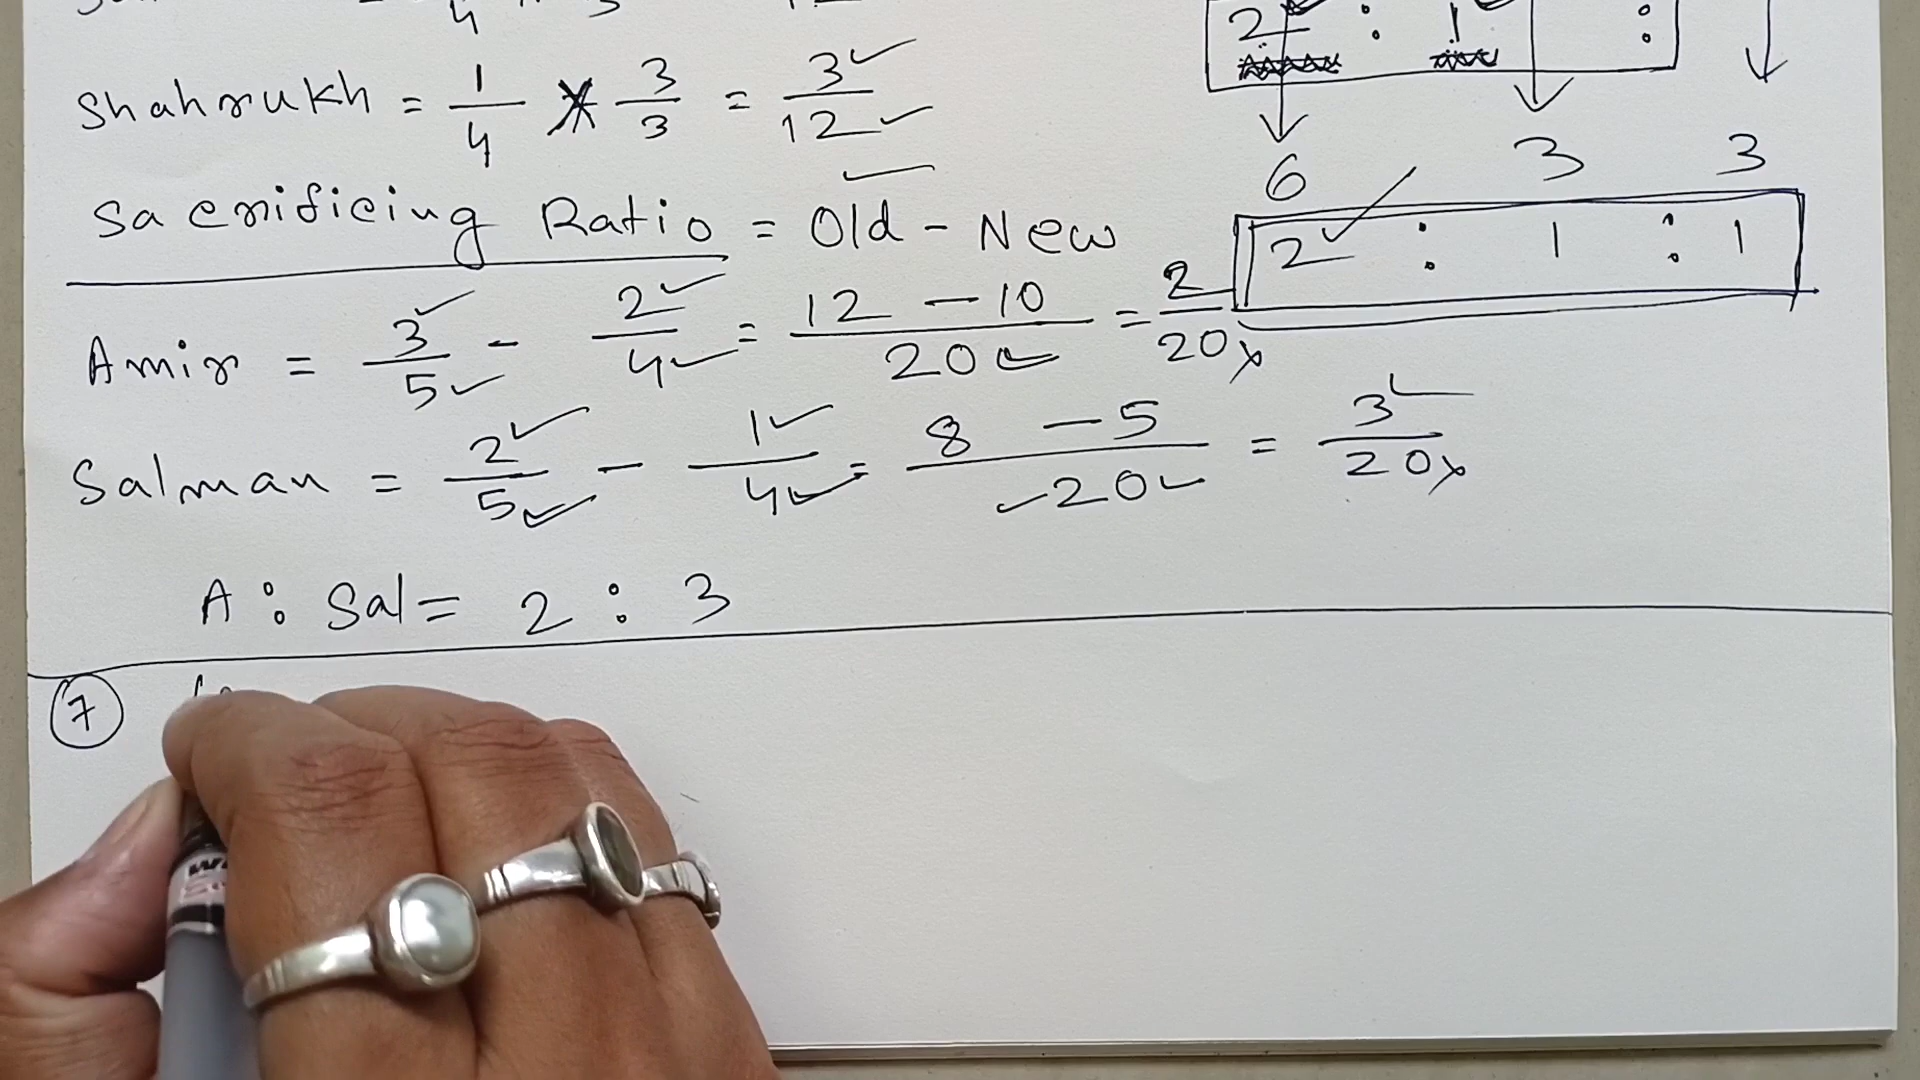 Shahrukh = 1/4 * 3/3 = 3/12
2 : 1 :
6 3 3
2 : 1 : 1
Sacrificing Ratio = Old - New
Amir = 3/5 - 2/4 = 12 - 10/20 = 2/20
Salman = 2/5 - 1/4 = 8 - 5/20 = 3/20
A : Sal = 2 : 3
7